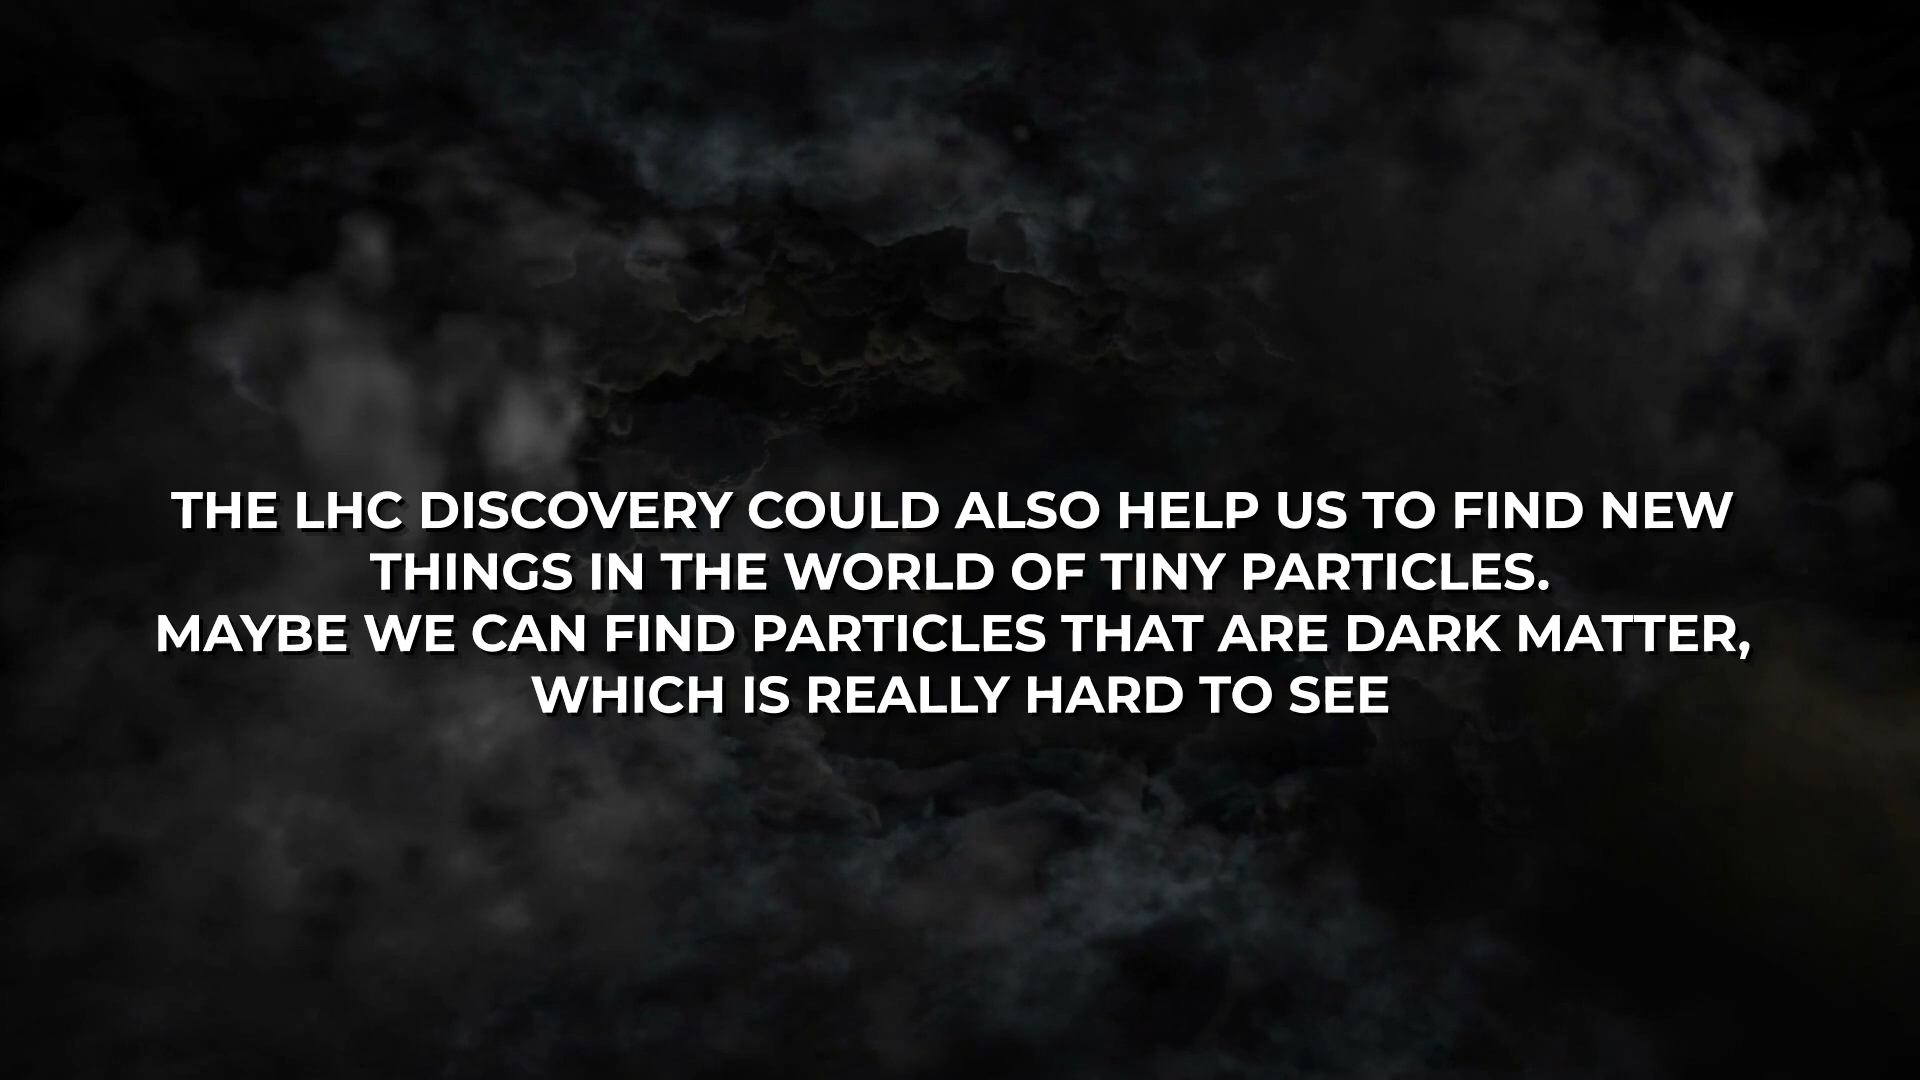 THE LHC DISCOVERY COULD ALSO HELP US TO FIND NEW
THINGS IN THE WORLD OF TINY PARTICLES.
MAYBE WE CAN FIND PARTICLES THAT ARE DARK MATTER,
WHICH IS REALLY HARD TO SEE